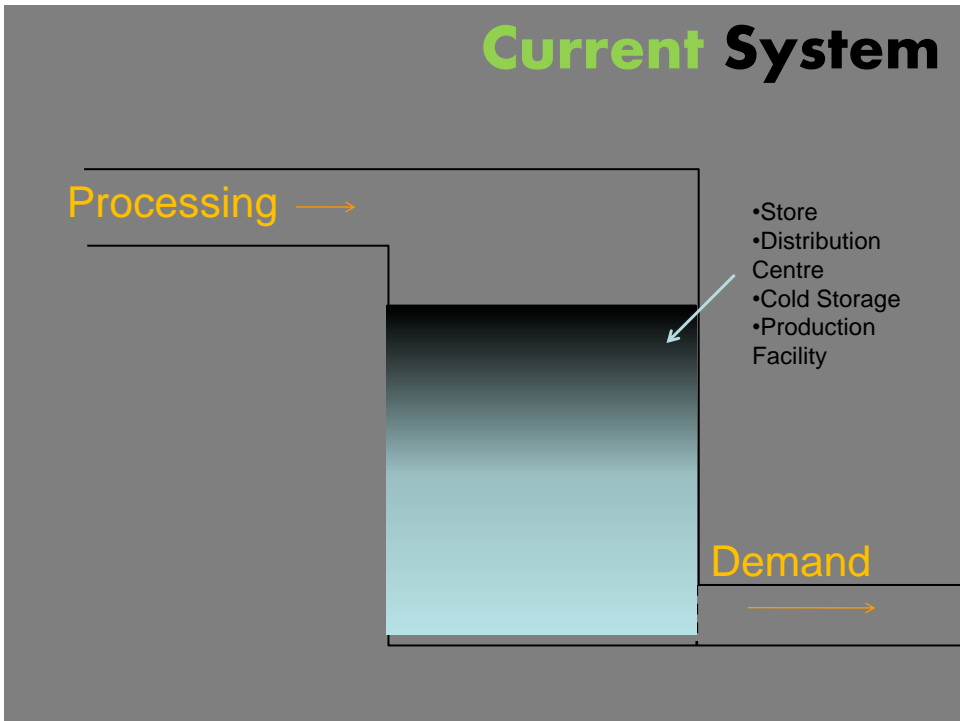 Current System
Processing
•Store
•Distribution
Centre
•Cold Storage
•Production
Facility
Demand